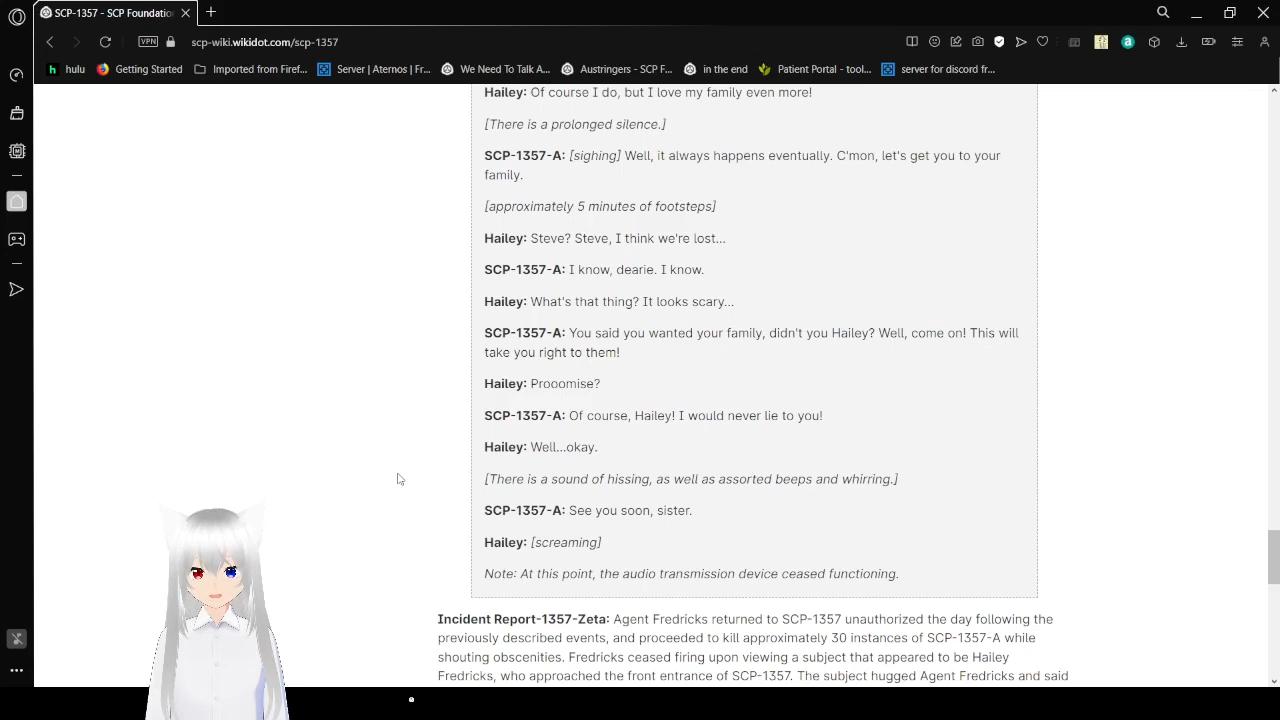 SCP-1357 - SCP Foundatio
scp-wiki.wikidot.com/scp-1357
VPN
hulu
Getting Started
Imported from Firef...
Server | Aternos | Fr...
We Need To Talk A...
Austringers - SCP F...
in the end
Patient Portal - tool...
server for discord fr...
Hailey: Of course I do, but I love my family even more!
[There is a prolonged silence.]
SCP-1357-A: [sighing] Well, it always happens eventually. C'mon, let's get you to your
family.
[approximately 5 minutes of footsteps]
Hailey: Steve? Steve, I think we're lost...
SCP-1357-A: I know, dearie. I know.
Hailey: What's that thing? It looks scary...
SCP-1357-A: You said you wanted your family, didn't you Hailey? Well, come on! This will
take you right to them!
Hailey: Prooomise?
SCP-1357-A: Of course, Hailey! I would never lie to you!
Hailey: Well...okay.
[There is a sound of hissing, as well as assorted beeps and whirring.]
SCP-1357-A: See you soon, sister.
Hailey: [screaming]
Note: At this point, the audio transmission device ceased functioning.
Incident Report-1357-Zeta: Agent Fredricks returned to SCP-1357 unauthorized the day following the
previously described events, and proceeded to kill approximately 30 instances of SCP-1357-A while
shouting obscenities. Fredricks ceased firing upon viewing a subject that appeared to be Hailey
Fredricks, who approached the front entrance of SCP-1357. The subject hugged Agent Fredricks and said